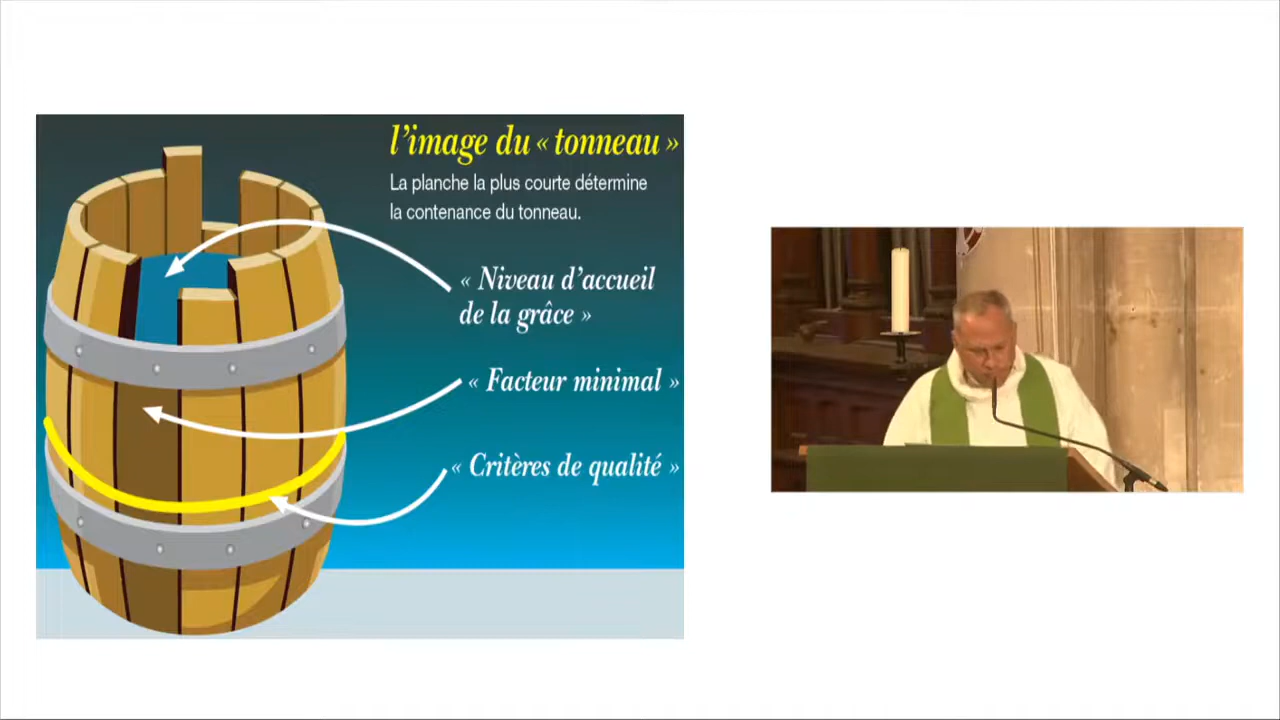 l’image du « tonneau »
La planche la plus courte détermine
la contenance du tonneau.
« Niveau d’accueil
de la grâce »
« Facteur minimal »
« Critères de qualité »